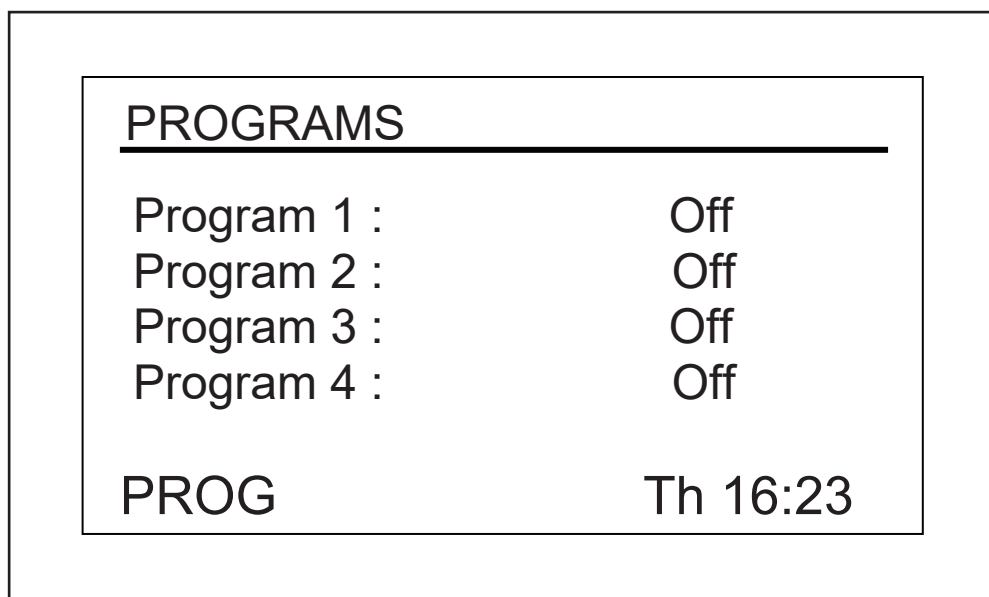 PROGRAMS
Program 1 : Off
Program 2 : Off
Program 3 : Off
Program 4 : Off
PROG Th 16:23